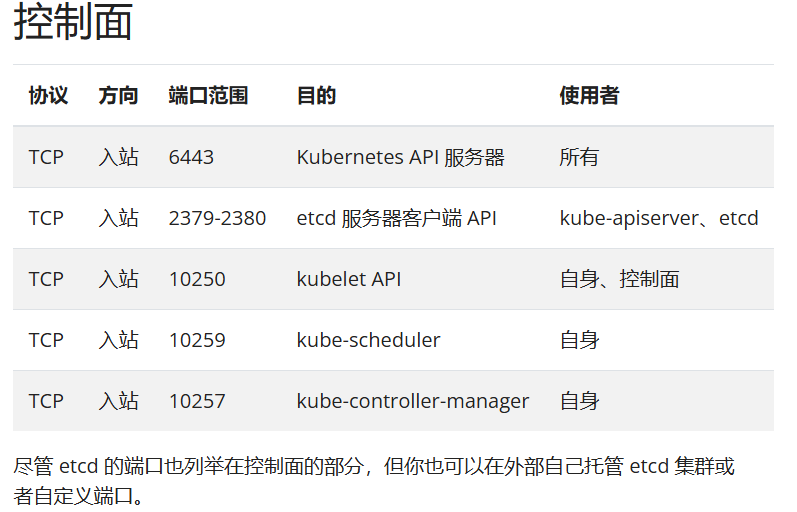 控制面
协议 方向 端口范围 目的 使用者
TCP 入站 6443 Kubernetes API 服务器 所有
TCP 入站 2379-2380 etcd 服务器客户端 API kube-apiserver、etcd
TCP 入站 10250 kubelet API 自身、控制面
TCP 入站 10259 kube-scheduler 自身
TCP 入站 10257 kube-controller-manager 自身
尽管 etcd 的端口也列举在控制面的部分，但你也可以在外部自己托管 etcd 集群或
者自定义端口。